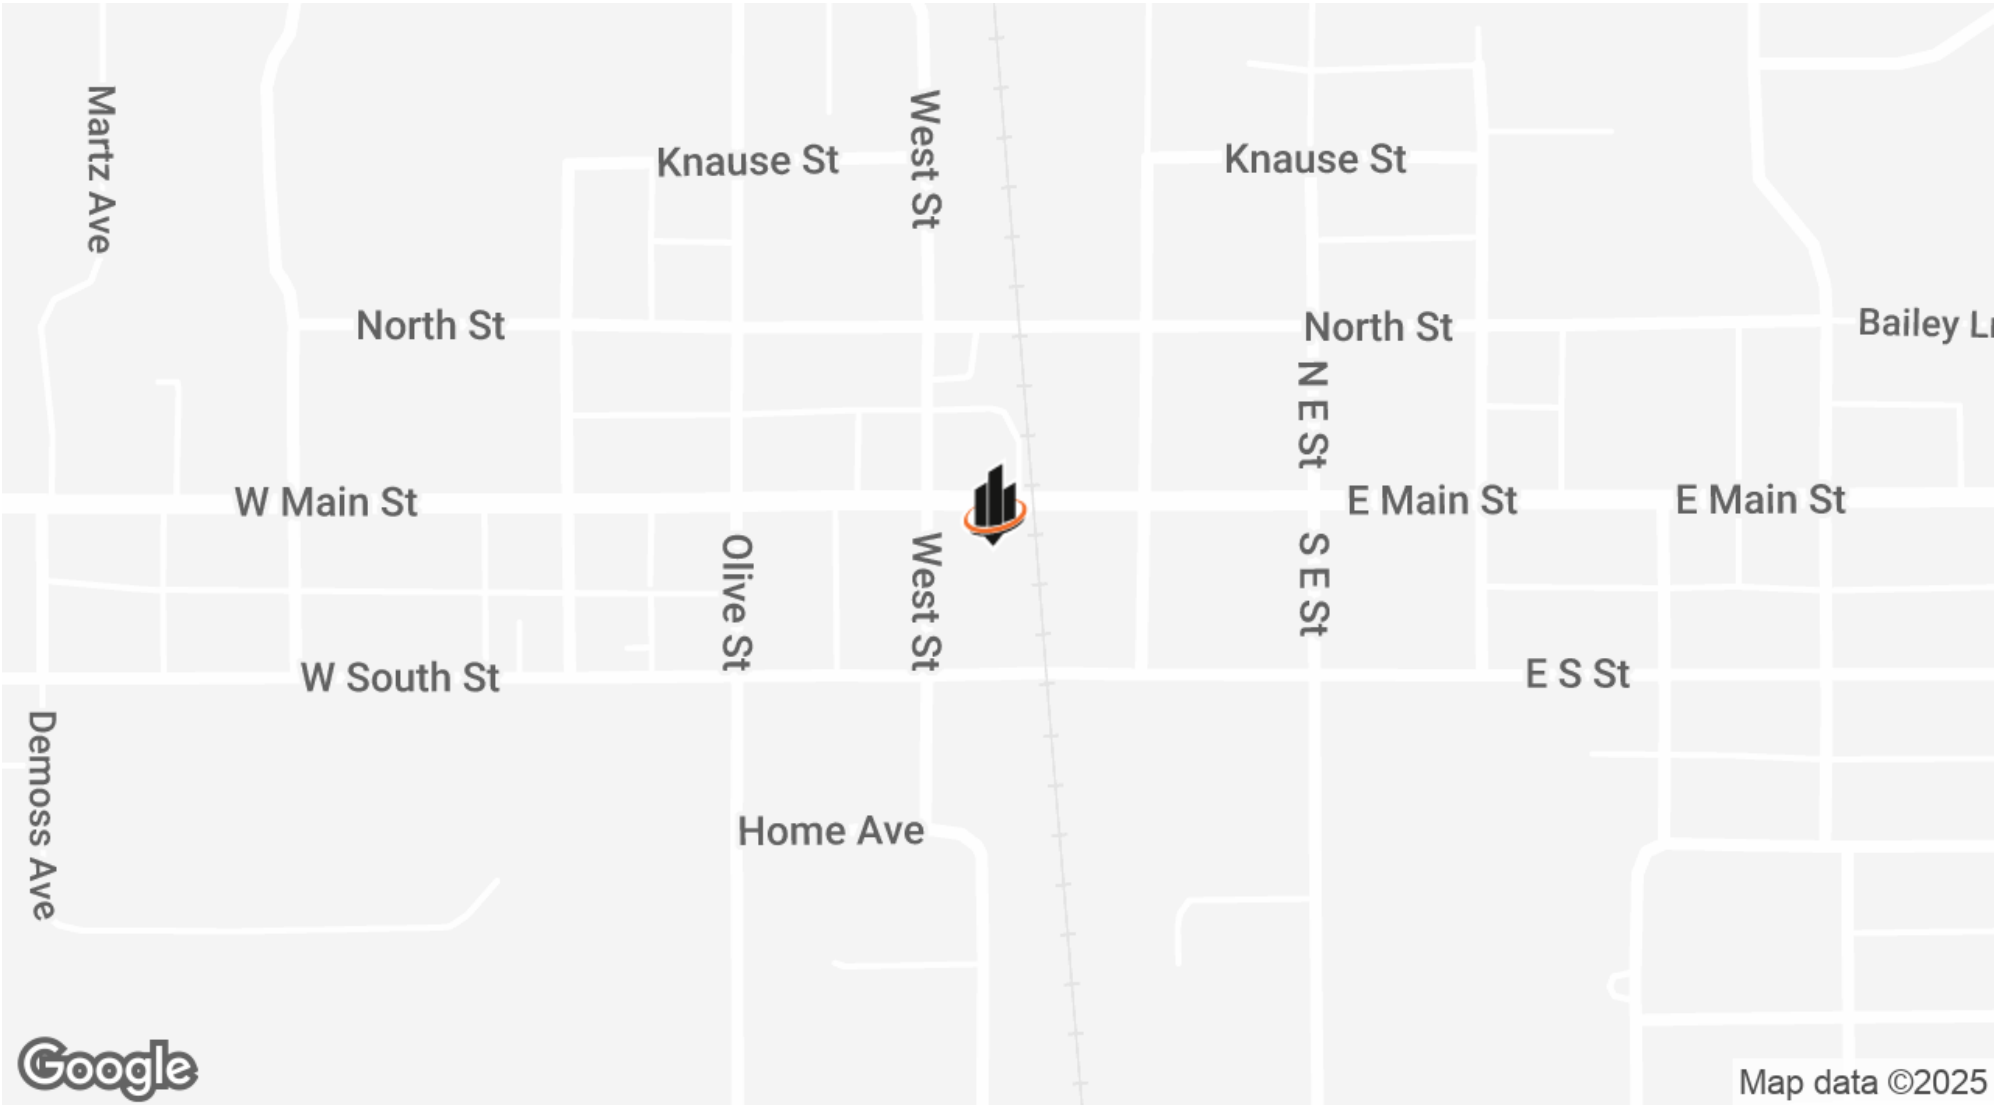 Martz Ave
West St
Knause St
Knause St
North St
North St
Bailey Ln
N E St
W Main St
E Main St
E Main St
Olive St
West St
S E St
W South St
E S St
Demoss Ave
Home Ave
Google
Map data ©2025